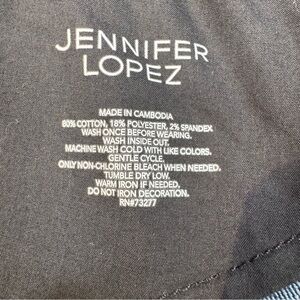 JENNIFER
LOPEZ
MADE IN CAMBODIA
80% COTTON, 18% POLYESTER, 2% SPANDEX
WASH ONCE BEFORE WEARING.
WASH INSIDE OUT.
MACHINE WASH COLD WITH LIKE COLORS.
GENTLE CYCLE.
ONLY NON-CHLORINE BLEACH WHEN NEEDED.
TUMBLE DRY LOW.
WARM IRON IF NEEDED.
DO NOT IRON DECORATION.
RN#73277